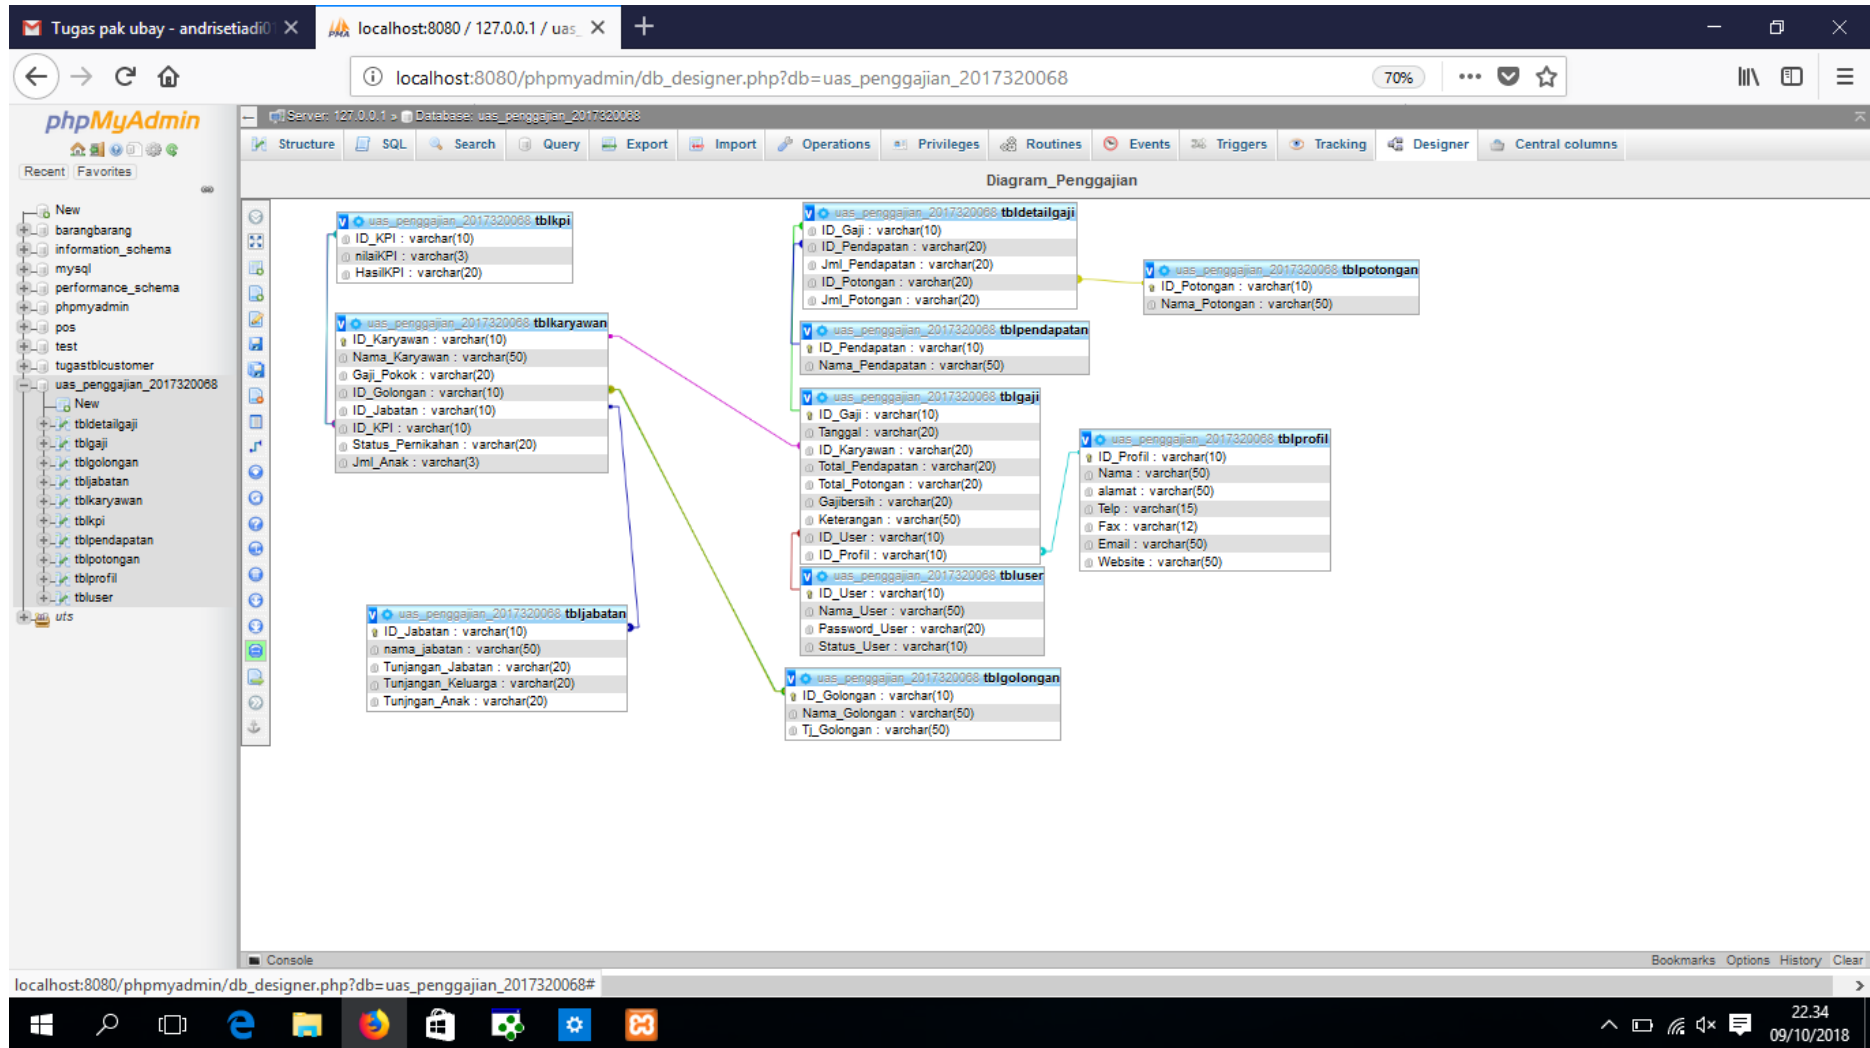 Tugas pak ubay - andrisetiadi01
localhost:8080 / 127.0.0.1 / uas_
localhost:8080/phpmyadmin/db_designer.php?db=uas_penggajian_2017320068
70%
phpMyAdmin
Recent Favorites
New
barangbarang
information_schema
mysql
performance_schema
phpmyadmin
pos
test
tugastblcustomer
uas_penggajian_2017320068
New
tbldetailgaji
tblgaji
tblgolongan
tbljabatan
tblkaryawan
tblkpi
tblpendapatan
tblpotongan
tblprofil
tbluser
uts
Server: 127.0.0.1 » Database: uas_penggajian_2017320068
Structure SQL Search Query Export Import Operations Privileges Routines Events Triggers Tracking Designer Central columns
Diagram_Penggajian
uas_penggajian_2017320068 tblkpi
ID_KPI : varchar(10)
nilaiKPI : varchar(3)
HasilKPI : varchar(20)
uas_penggajian_2017320068 tblkaryawan
ID_Karyawan : varchar(10)
Nama_Karyawan : varchar(50)
Gaji_Pokok : varchar(20)
ID_Golongan : varchar(10)
ID_Jabatan : varchar(10)
ID_KPI : varchar(10)
Status_Pernikahan : varchar(20)
Jml_Anak : varchar(3)
uas_penggajian_2017320068 tbljabatan
ID_Jabatan : varchar(10)
nama_jabatan : varchar(50)
Tunjangan_Jabatan : varchar(20)
Tunjangan_Keluarga : varchar(20)
Tunjngan_Anak : varchar(20)
uas_penggajian_2017320068 tbldetailgaji
ID_Gaji : varchar(10)
ID_Pendapatan : varchar(20)
Jml_Pendapatan : varchar(20)
ID_Potongan : varchar(20)
Jml_Potongan : varchar(20)
uas_penggajian_2017320068 tblpendapatan
ID_Pendapatan : varchar(10)
Nama_Pendapatan : varchar(50)
uas_penggajian_2017320068 tblgaji
ID_Gaji : varchar(10)
Tanggal : varchar(20)
ID_Karyawan : varchar(20)
Total_Pendapatan : varchar(20)
Total_Potongan : varchar(20)
Gajibersih : varchar(20)
Keterangan : varchar(50)
ID_User : varchar(10)
ID_Profil : varchar(10)
uas_penggajian_2017320068 tbluser
ID_User : varchar(10)
Nama_User : varchar(50)
Password_User : varchar(20)
Status_User : varchar(10)
uas_penggajian_2017320068 tblgolongan
ID_Golongan : varchar(10)
Nama_Golongan : varchar(50)
Tj_Golongan : varchar(50)
uas_penggajian_2017320068 tblpotongan
ID_Potongan : varchar(10)
Nama_Potongan : varchar(50)
uas_penggajian_2017320068 tblprofil
ID_Profil : varchar(10)
Nama : varchar(50)
alamat : varchar(50)
Telp : varchar(15)
Fax : varchar(12)
Email : varchar(50)
Website : varchar(50)
Console
Bookmarks Options History Clear
localhost:8080/phpmyadmin/db_designer.php?db=uas_penggajian_2017320068#
22.34
09/10/2018